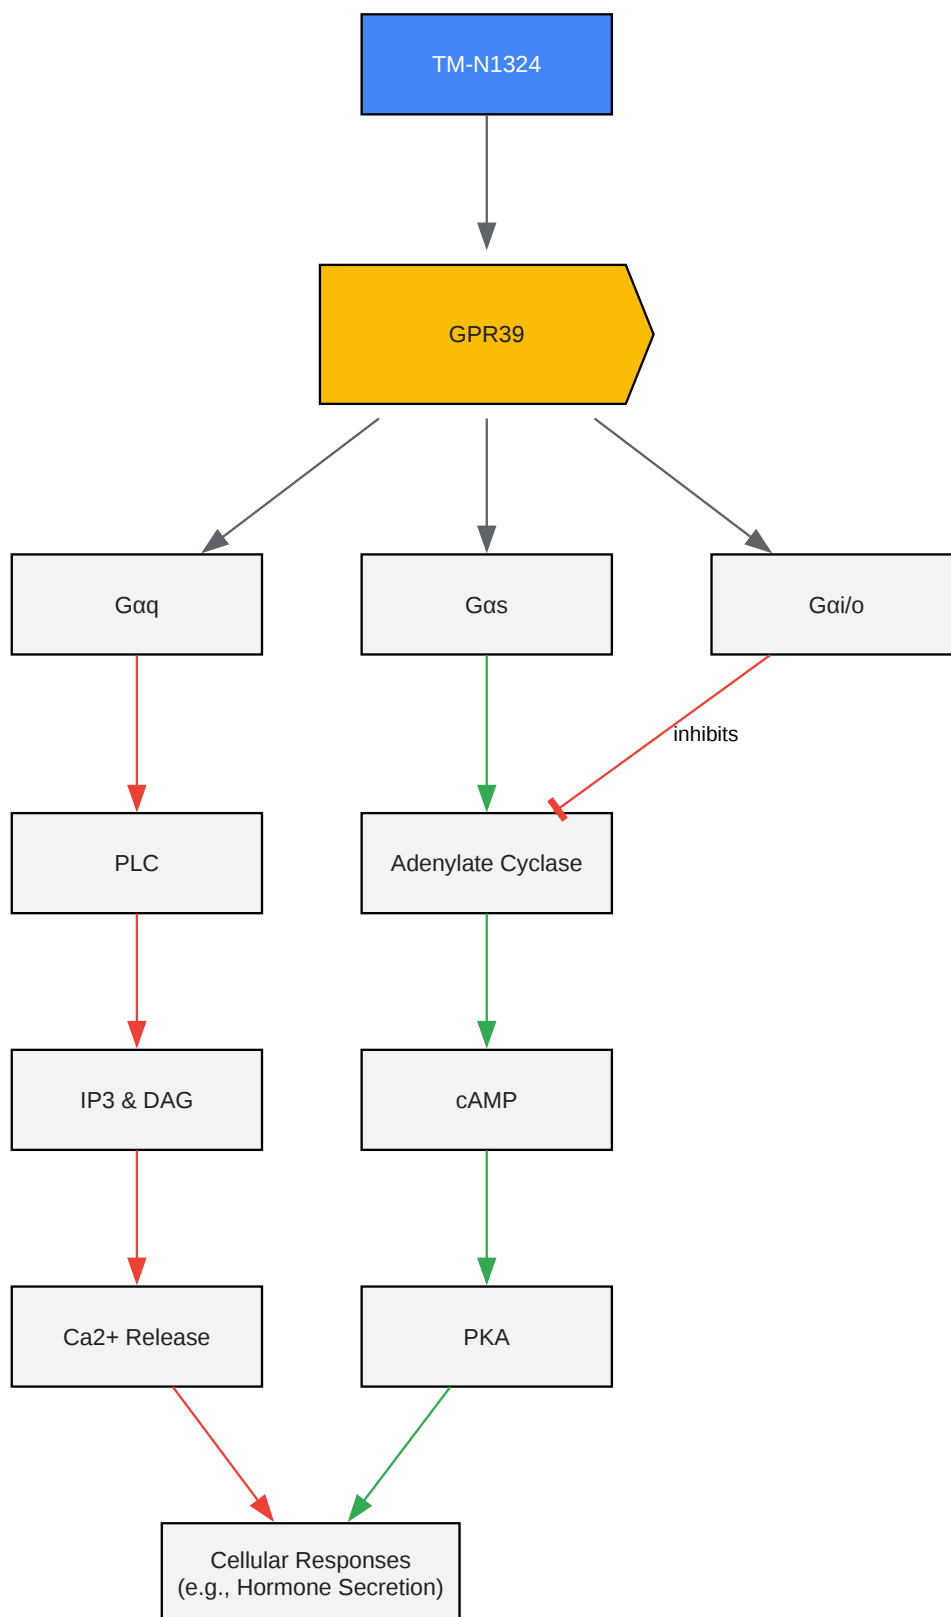 TM-N1324
GPR39
Gαq
Gαs
Gαi/o
inhibits
PLC
Adenylate Cyclase
IP3 & DAG
cAMP
Ca2+ Release
PKA
Cellular Responses
(e.g., Hormone Secretion)